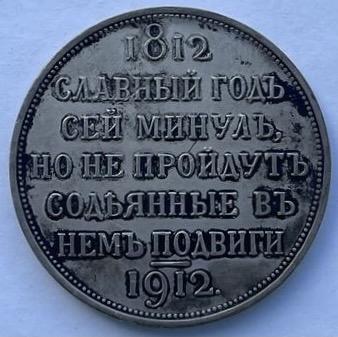 1812
СЛАВНЫЙ ГОДЪ
СЕЙ МИНУЛЪ,
НО НЕ ПРОЙДУТЪ
СОДѢЯННЫЕ ВЪ
НЕМЪ ПОДВИГИ
1912.